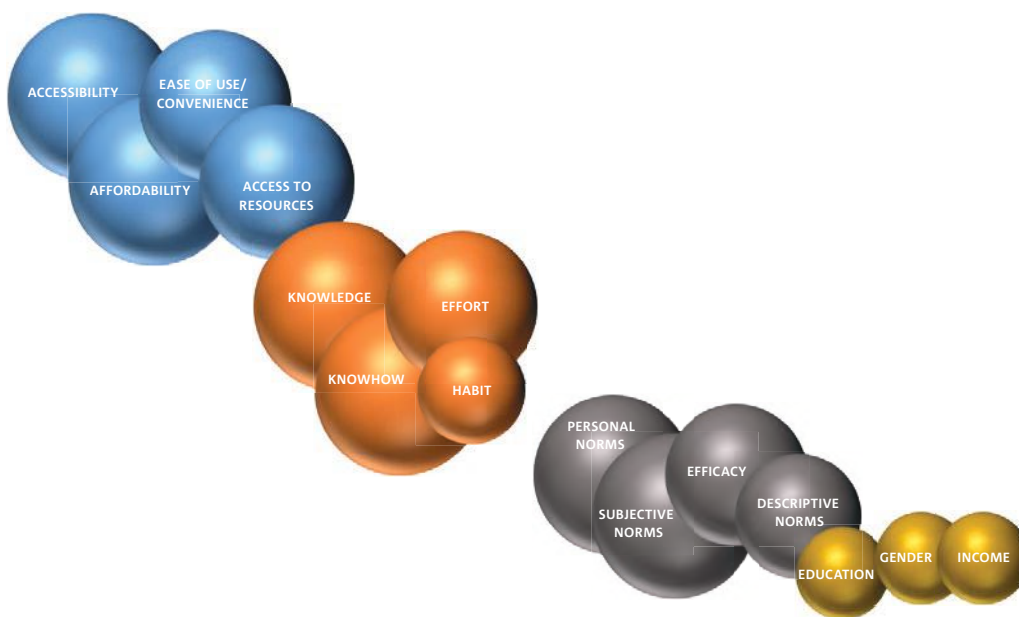 ACCESSIBILITY
EASE OF USE/
CONVENIENCE
AFFORDABILITY
ACCESS TO
RESOURCES
KNOWLEDGE
EFFORT
KNOWHOW
HABIT
PERSONAL
NORMS
EFFICACY
SUBJECTIVE
NORMS
DESCRIPTIVE
NORMS
EDUCATION
GENDER
INCOME